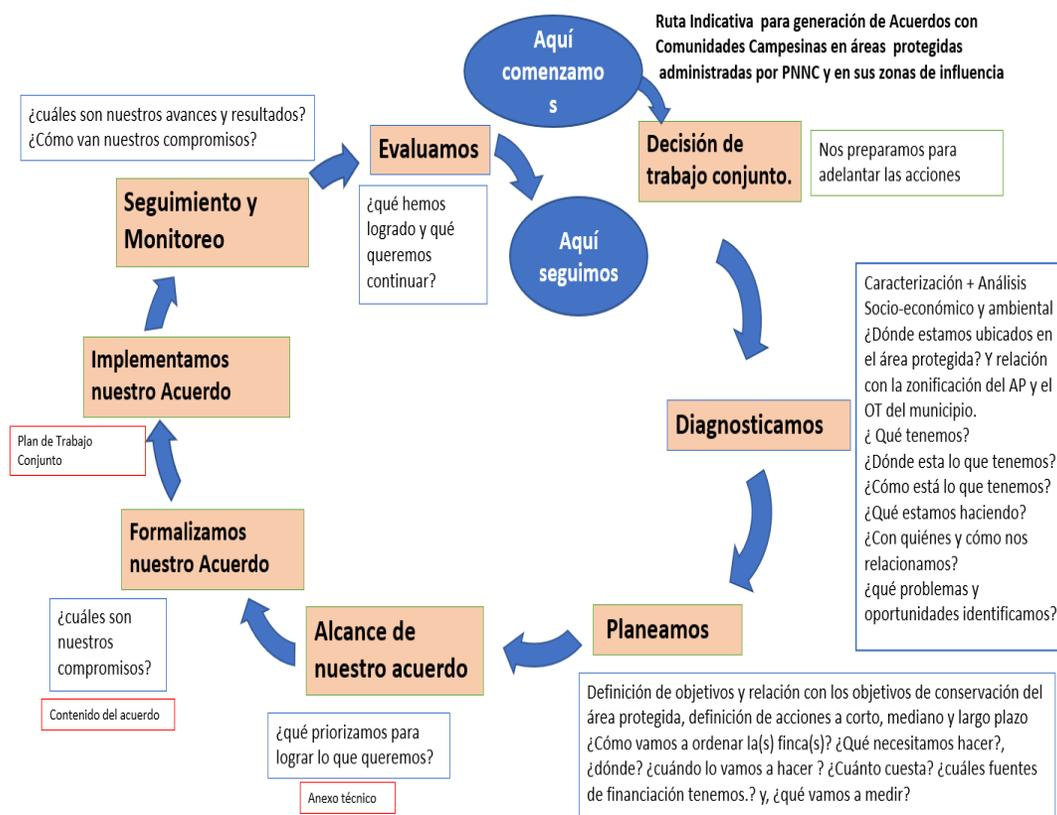 Ruta Indicativa para generación de Acuerdos con
Comunidades Campesinas en áreas protegidas
administradas por PNNC y en sus zonas de influencia
Aquí
comenzamo
s
Decisión de
trabajo conjunto.
Nos preparamos para
adelantar las acciones
Diagnosticamos
Caracterización + Análisis
Socio-económico y ambiental
¿Dónde estamos ubicados en
el área protegida? Y relación
con la zonificación del AP y el
OT del municipio.
¿ Qué tenemos?
¿Dónde esta lo que tenemos?
¿Cómo está lo que tenemos?
¿Qué estamos haciendo?
¿Con quiénes y cómo nos
relacionamos?
¿qué problemas y
oportunidades identificamos?
Planeamos
Definición de objetivos y relación con los objetivos de conservación del
área protegida, definición de acciones a corto, mediano y largo plazo
¿Cómo vamos a ordenar la(s) finca(s)? ¿Qué necesitamos hacer?,
¿dónde? ¿cuándo lo vamos a hacer ? ¿Cuánto cuesta? ¿cuáles fuentes
de financiación tenemos.? y, ¿qué vamos a medir?
Alcance de
nuestro acuerdo
¿qué priorizamos para
lograr lo que queremos?
Anexo técnico
Formalizamos
nuestro Acuerdo
¿cuáles son
nuestros
compromisos?
Contenido del acuerdo
Implementamos
nuestro Acuerdo
Plan de Trabajo
Conjunto
Seguimiento y
Monitoreo
¿cuáles son nuestros avances y resultados?
¿Cómo van nuestros compromisos?
Evaluamos
¿qué hemos
logrado y qué
queremos
continuar?
Aquí
seguimos